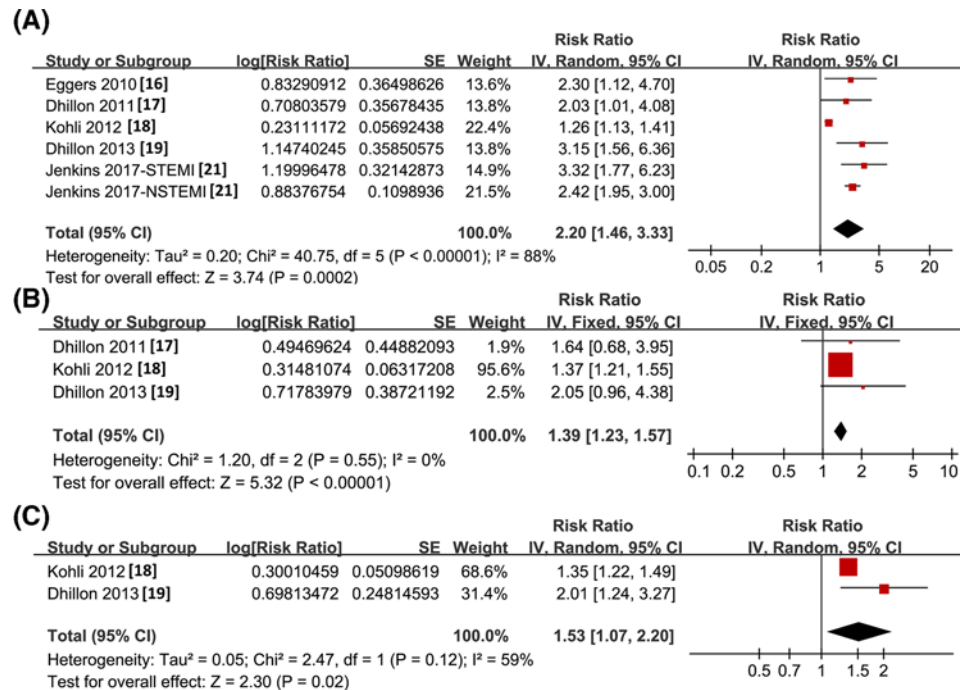 (A)
Risk Ratio Risk Ratio
Study or Subgroup log[Risk Ratio] SE Weight IV, Random, 95% CI IV, Random, 95% CI
Eggers 2010 [16] 0.83290912 0.36498626 13.6% 2.30 [1.12, 4.70]
Dhillon 2011 [17] 0.70803579 0.35678435 13.8% 2.03 [1.01, 4.08]
Kohli 2012 [18] 0.23111172 0.05692438 22.4% 1.26 [1.13, 1.41]
Dhillon 2013 [19] 1.14740245 0.35850575 13.8% 3.15 [1.56, 6.36]
Jenkins 2017-STEMI [21] 1.19996478 0.32142873 14.9% 3.32 [1.77, 6.23]
Jenkins 2017-NSTEMI [21] 0.88376754 0.1098936 21.5% 2.42 [1.95, 3.00]
Total (95% CI) 100.0% 2.20 [1.46, 3.33]
Heterogeneity: Tau² = 0.20; Chi² = 40.75, df = 5 (P < 0.00001); I² = 88%
Test for overall effect: Z = 3.74 (P = 0.0002)
0.05 0.2 1 5 20
(B)
Risk Ratio Risk Ratio
Study or Subgroup log[Risk Ratio] SE Weight IV, Fixed, 95% CI IV, Fixed, 95% CI
Dhillon 2011 [17] 0.49469624 0.44882093 1.9% 1.64 [0.68, 3.95]
Kohli 2012 [18] 0.31481074 0.06317208 95.6% 1.37 [1.21, 1.55]
Dhillon 2013 [19] 0.71783979 0.38721192 2.5% 2.05 [0.96, 4.38]
Total (95% CI) 100.0% 1.39 [1.23, 1.57]
Heterogeneity: Chi² = 1.20, df = 2 (P = 0.55); I² = 0%
Test for overall effect: Z = 5.32 (P < 0.00001)
0.1 0.2 0.5 1 2 5 10
(C)
Risk Ratio Risk Ratio
Study or Subgroup log[Risk Ratio] SE Weight IV, Random, 95% CI IV, Random, 95% CI
Kohli 2012 [18] 0.30010459 0.05098619 68.6% 1.35 [1.22, 1.49]
Dhillon 2013 [19] 0.69813472 0.24814593 31.4% 2.01 [1.24, 3.27]
Total (95% CI) 100.0% 1.53 [1.07, 2.20]
Heterogeneity: Tau² = 0.05; Chi² = 2.47, df = 1 (P = 0.12); I² = 59%
Test for overall effect: Z = 2.30 (P = 0.02)
0.5 0.7 1 1.5 2